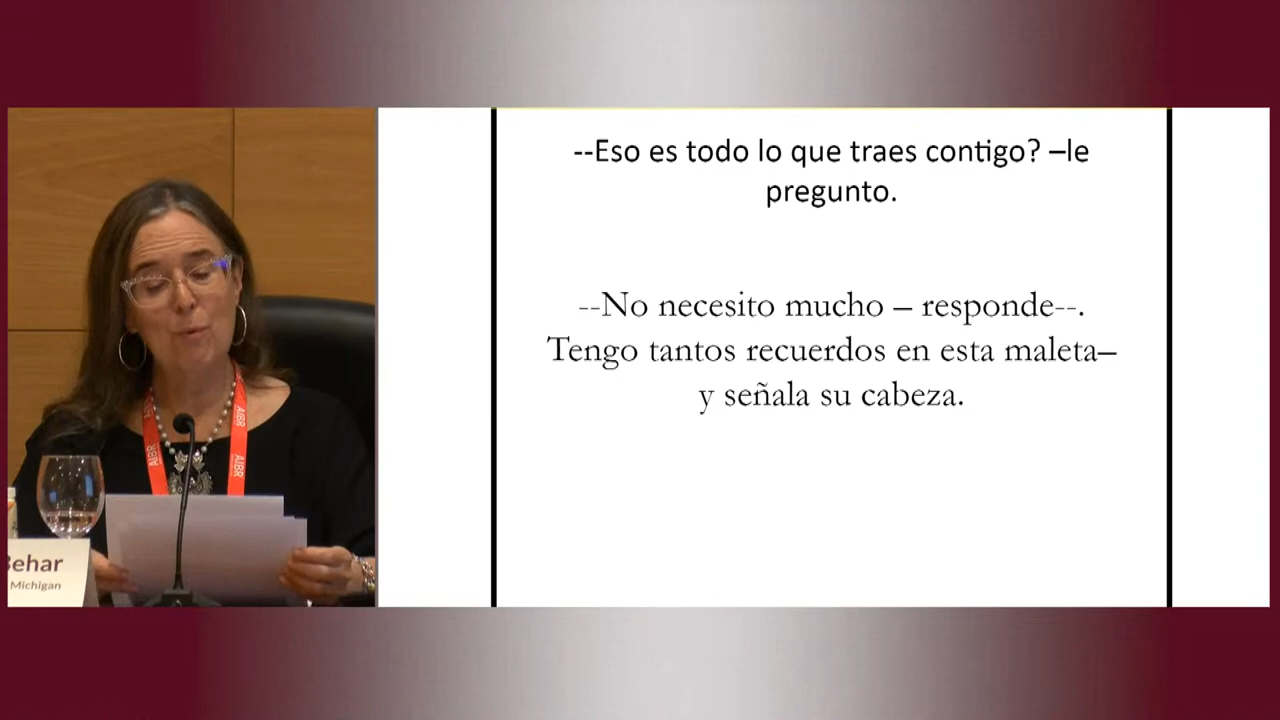 --Eso es todo lo que traes contigo? –le
pregunto.
--No necesito mucho – responde--.
Tengo tantos recuerdos en esta maleta–
y señala su cabeza.
AIBR
AIBR
Behar
Michigan